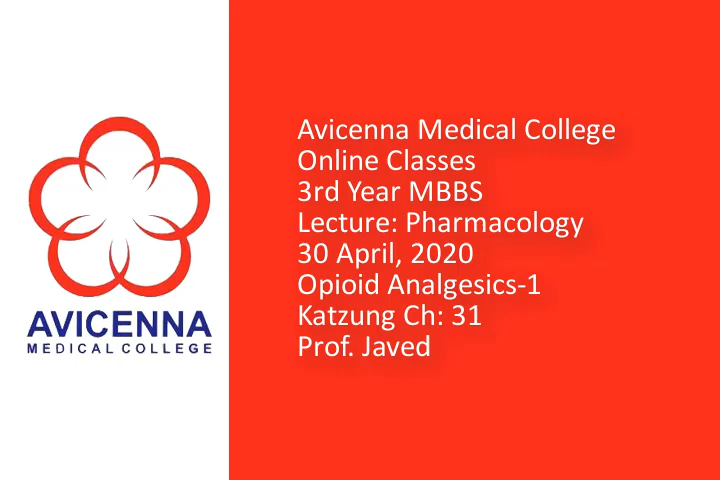 AVICENNA
MEDICAL COLLEGE
Avicenna Medical College
Online Classes
3rd Year MBBS
Lecture: Pharmacology
30 April, 2020
Opioid Analgesics-1
Katzung Ch: 31
Prof. Javed